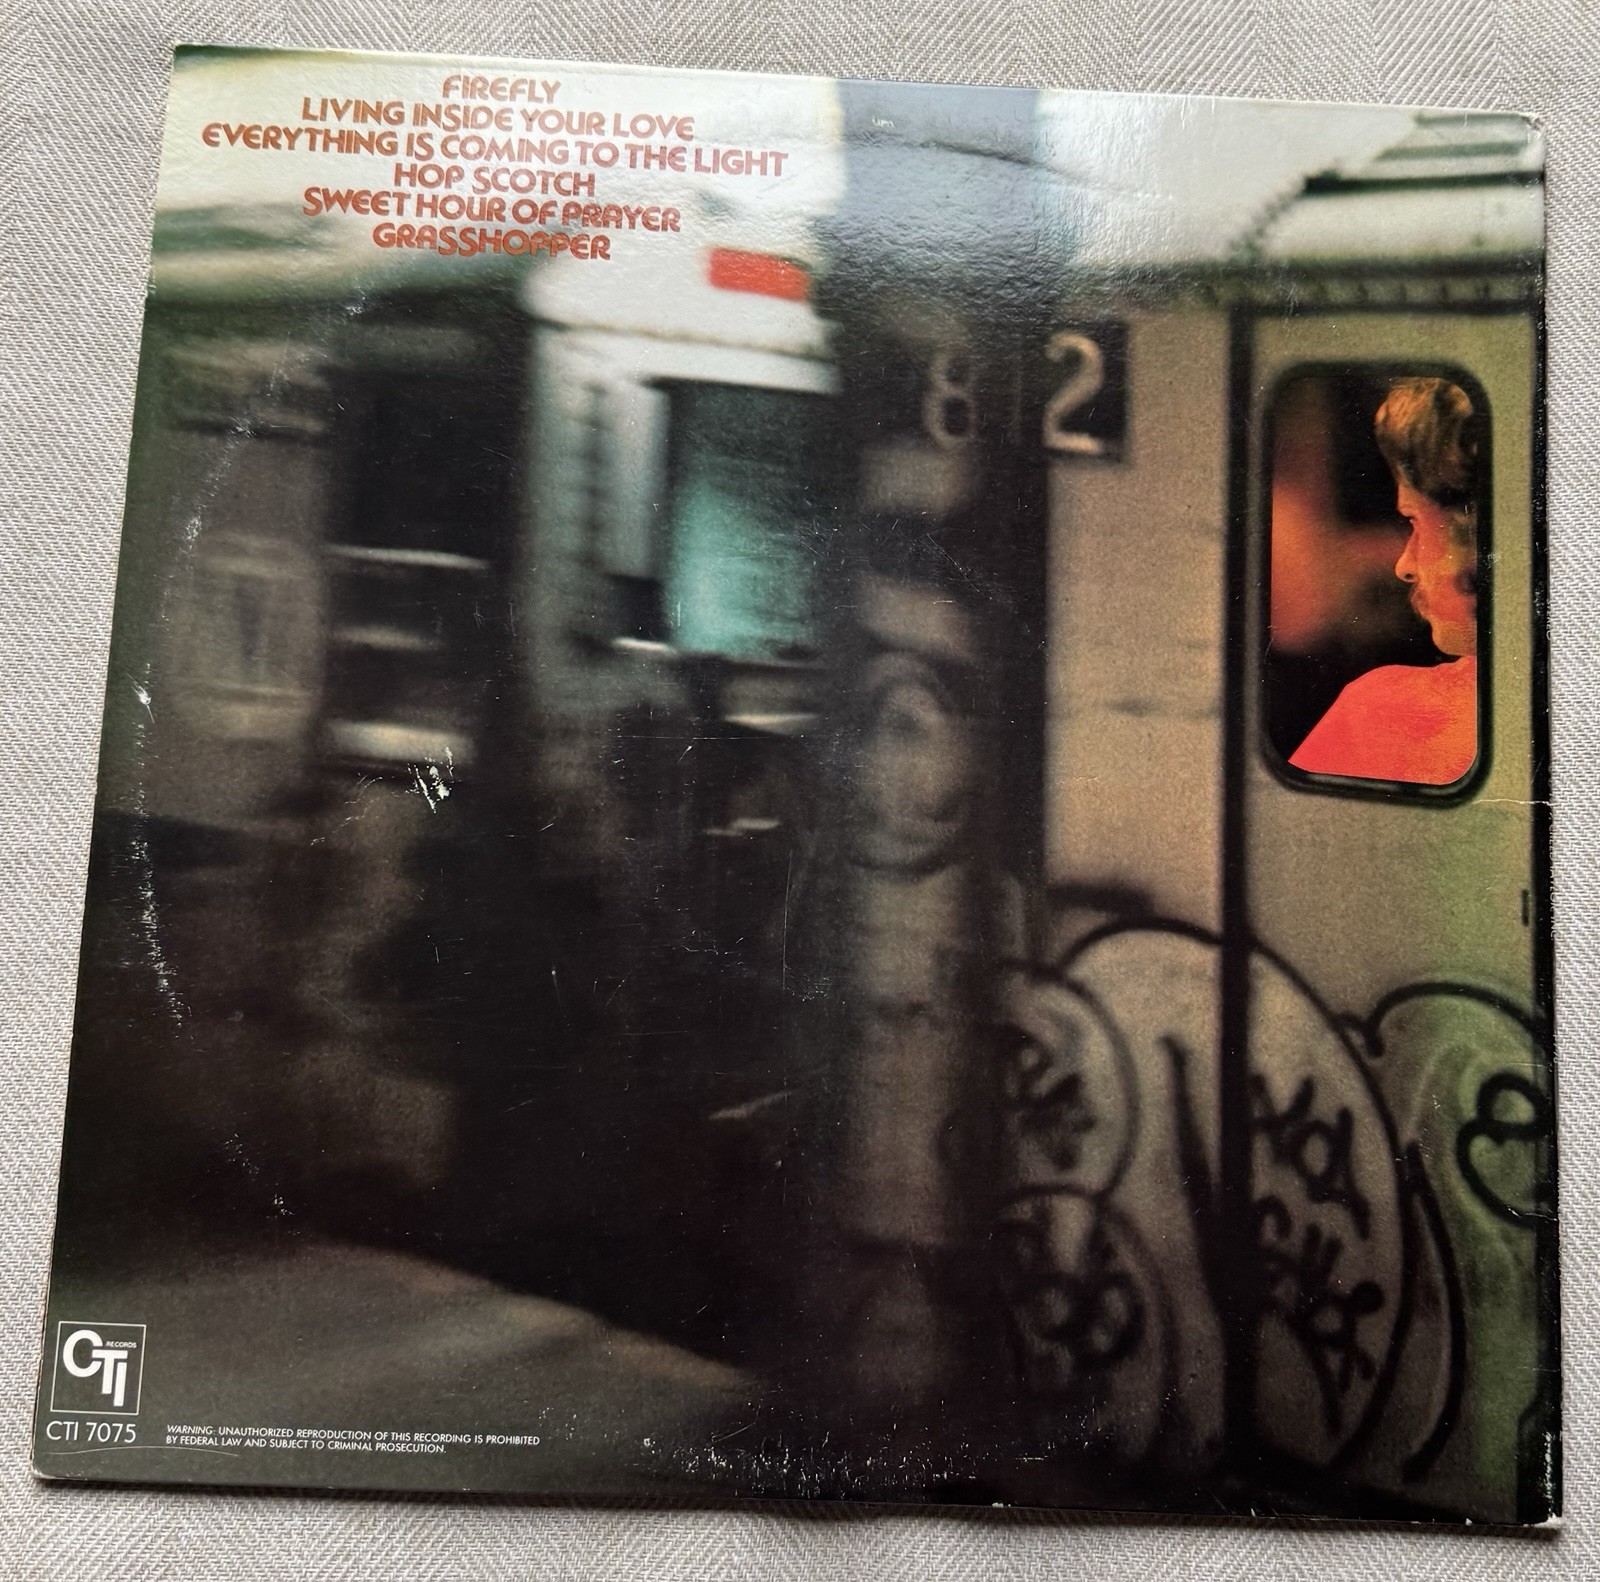 FIREFLY
LIVING INSIDE YOUR LOVE
EVERYTHING IS COMING TO THE LIGHT
HOP SCOTCH
SWEET HOUR OF PRAYER
GRASSHOPPER
8 2
CTI RECORDS
CTI 7075
WARNING: UNAUTHORIZED REPRODUCTION OF THIS RECORDING IS PROHIBITED
BY FEDERAL LAW AND SUBJECT TO CRIMINAL PROSECUTION.